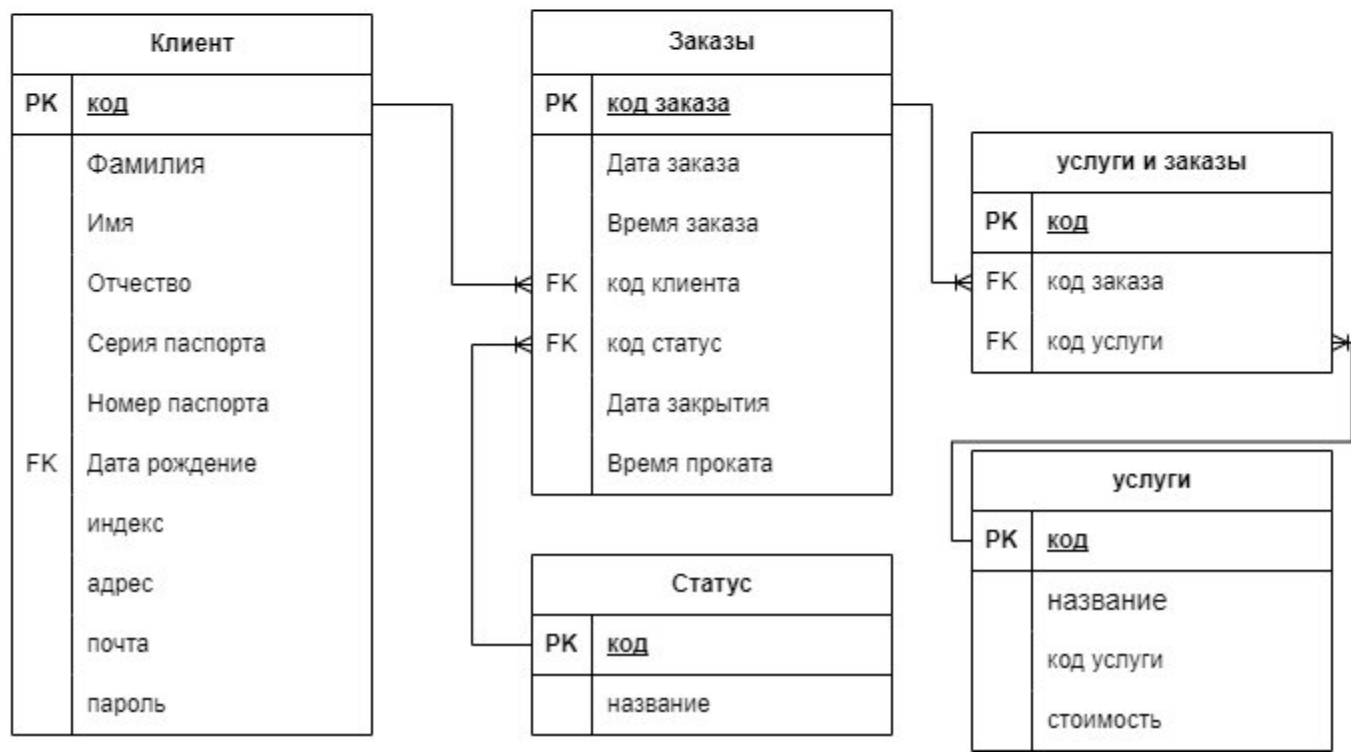 Клиент
PK код
Фамилия
Имя
Отчество
Серия паспорта
Номер паспорта
FK Дата рождение
индекс
адрес
почта
пароль
Заказы
PK код заказа
Дата заказа
Время заказа
FK код клиента
FK код статус
Дата закрытия
Время проката
Статус
PK код
название
услуги и заказы
PK код
FK код заказа
FK код услуги
услуги
PK код
название
код услуги
стоимость